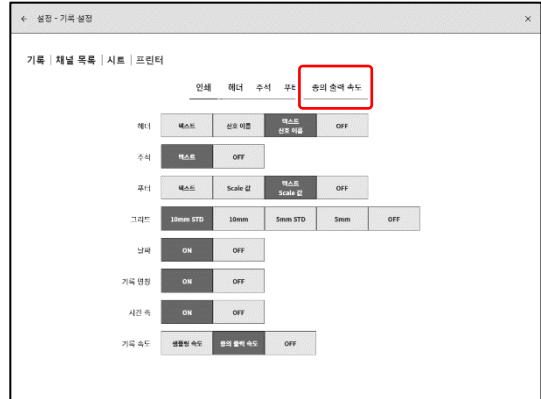 ← 설정 - 기록 설정 ×
기록 | 채널 목록 | 시트 | 프린터
인쇄 헤더 주석 푸터 종의 출력 속도
헤더 텍스트 신호 이름 텍스트 신호 이름 OFF
주석 텍스트 OFF
푸터 텍스트 Scale 값 텍스트 Scale 값 OFF
그리드 10mm STD 10mm 5mm STD 5mm OFF
날짜 ON OFF
기록 명칭 ON OFF
시간 축 ON OFF
기록 속도 샘플링 속도 종의 출력 속도 OFF